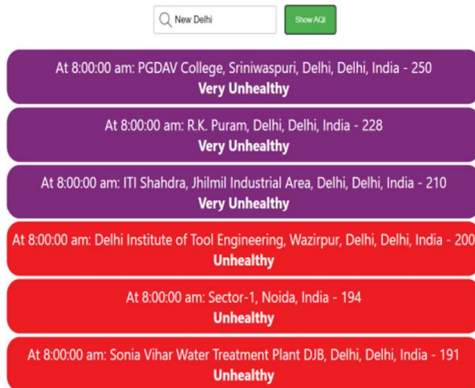 New Delhi
Show AQI
At 8:00:00 am: PGDAV College, Sriniwaspuri, Delhi, Delhi, India - 250
Very Unhealthy
At 8:00:00 am: R.K. Puram, Delhi, Delhi, India - 228
Very Unhealthy
At 8:00:00 am: ITI Shahdra, Jhilmil Industrial Area, Delhi, Delhi, India - 210
Very Unhealthy
At 8:00:00 am: Delhi Institute of Tool Engineering, Wazirpur, Delhi, Delhi, India - 200
Unhealthy
At 8:00:00 am: Sector-1, Noida, India - 194
Unhealthy
At 8:00:00 am: Sonia Vihar Water Treatment Plant DJB, Delhi, Delhi, India - 191
Unhealthy